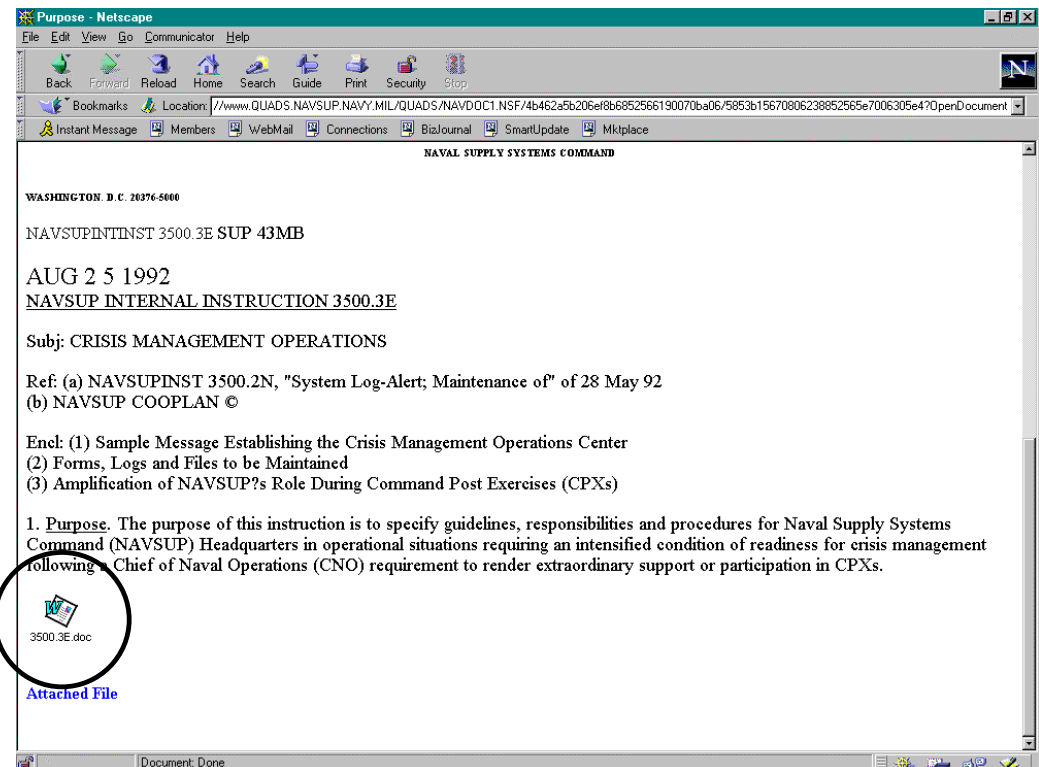 Purpose - Netscape
File Edit View Go Communicator Help
Back Forward Reload Home Search Guide Print Security Stop
N
Bookmarks Location: //www.QUADS.NAVSUP.NAVY.MIL/QUADS/NAVDOC1.NSF/4b462a5b206ef8b6852566190070ba06/5853b15670806238852565e7006305e4?OpenDocument
Instant Message Members WebMail Connections BizJournal SmartUpdate Mktplace
NAVAL SUPPLY SYSTEMS COMMAND
WASHINGTON. D.C. 20376-5000
NAVSUPINTINST 3500.3E SUP 43MB
AUG 2 5 1992
NAVSUP INTERNAL INSTRUCTION 3500.3E
Subj: CRISIS MANAGEMENT OPERATIONS
Ref: (a) NAVSUPINST 3500.2N, "System Log-Alert; Maintenance of" of 28 May 92
(b) NAVSUP COOPLAN ©
Encl: (1) Sample Message Establishing the Crisis Management Operations Center
(2) Forms, Logs and Files to be Maintained
(3) Amplification of NAVSUP?s Role During Command Post Exercises (CPXs)
1. Purpose. The purpose of this instruction is to specify guidelines, responsibilities and procedures for Naval Supply Systems
Command (NAVSUP) Headquarters in operational situations requiring an intensified condition of readiness for crisis management
following a Chief of Naval Operations (CNO) requirement to render extraordinary support or participation in CPXs.
W
3500.3E.doc
Attached File
Document: Done